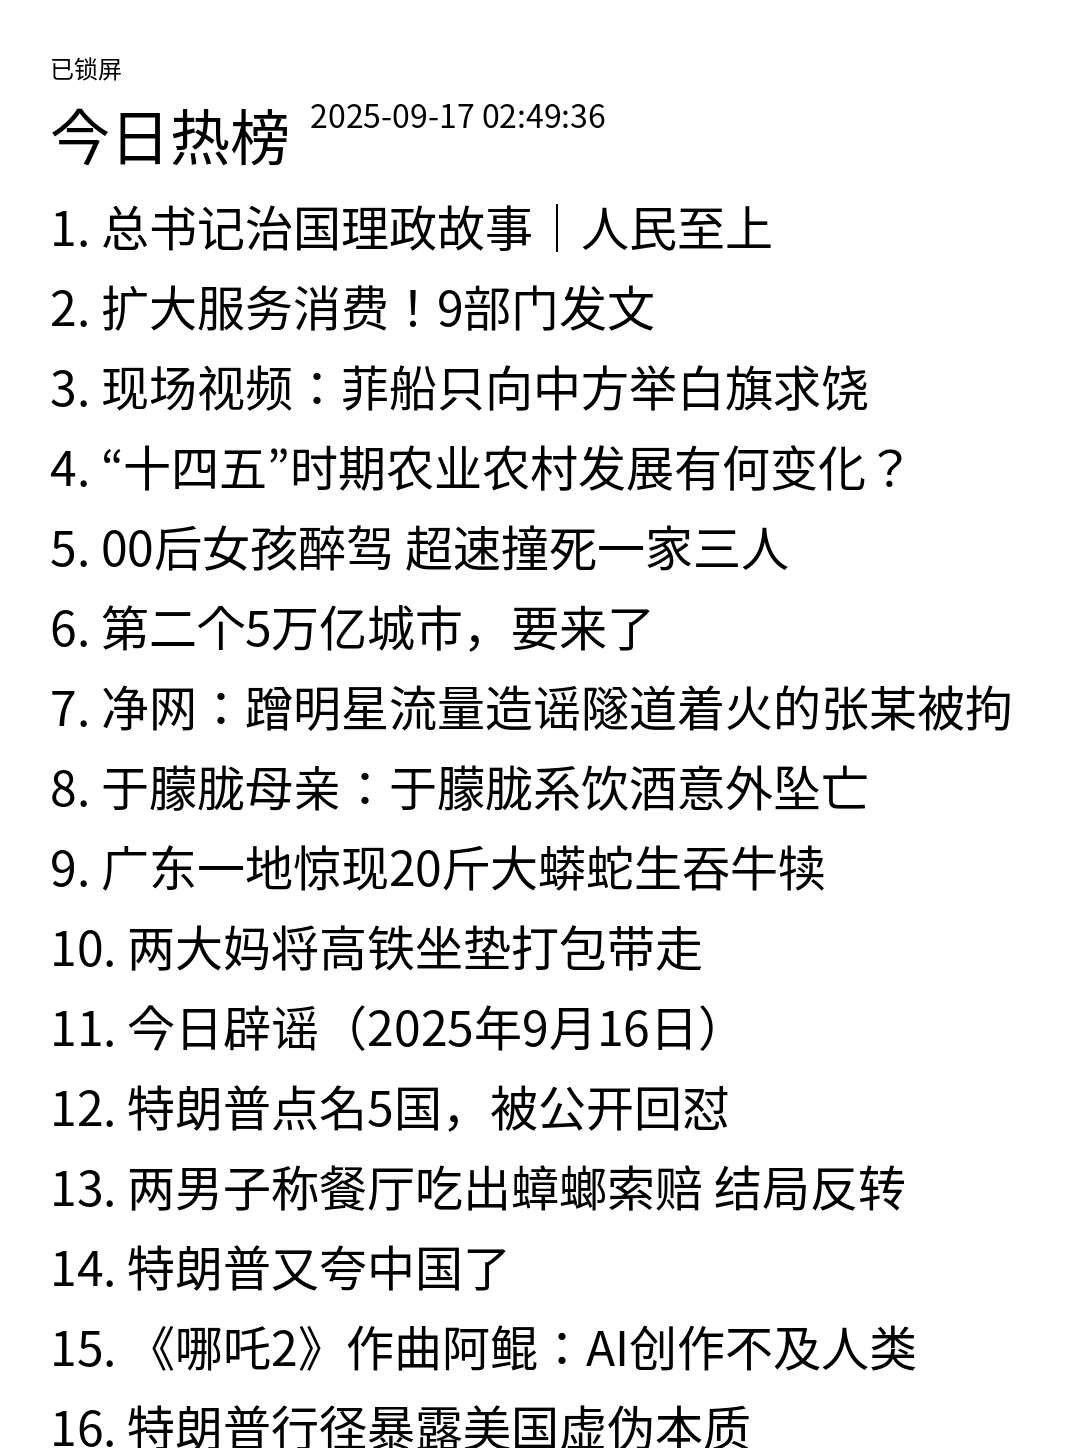 已锁屏
今日热榜 2025-09-17 02:49:36
1. 总书记治国理政故事｜人民至上
2. 扩大服务消费！9部门发文
3. 现场视频：菲船只向中方举白旗求饶
4. “十四五”时期农业农村发展有何变化？
5. 00后女孩醉驾 超速撞死一家三人
6. 第二个5万亿城市，要来了
7. 净网：蹭明星流量造谣隧道着火的张某被拘
8. 于朦胧母亲：于朦胧系饮酒意外坠亡
9. 广东一地惊现20斤大蟒蛇生吞牛犊
10. 两大妈将高铁坐垫打包带走
11. 今日辟谣（2025年9月16日）
12. 特朗普点名5国，被公开回怼
13. 两男子称餐厅吃出蟑螂索赔 结局反转
14. 特朗普又夸中国了
15. 《哪吒2》作曲阿鲲：AI创作不及人类
16. 特朗普行径暴露美国虚伪本质